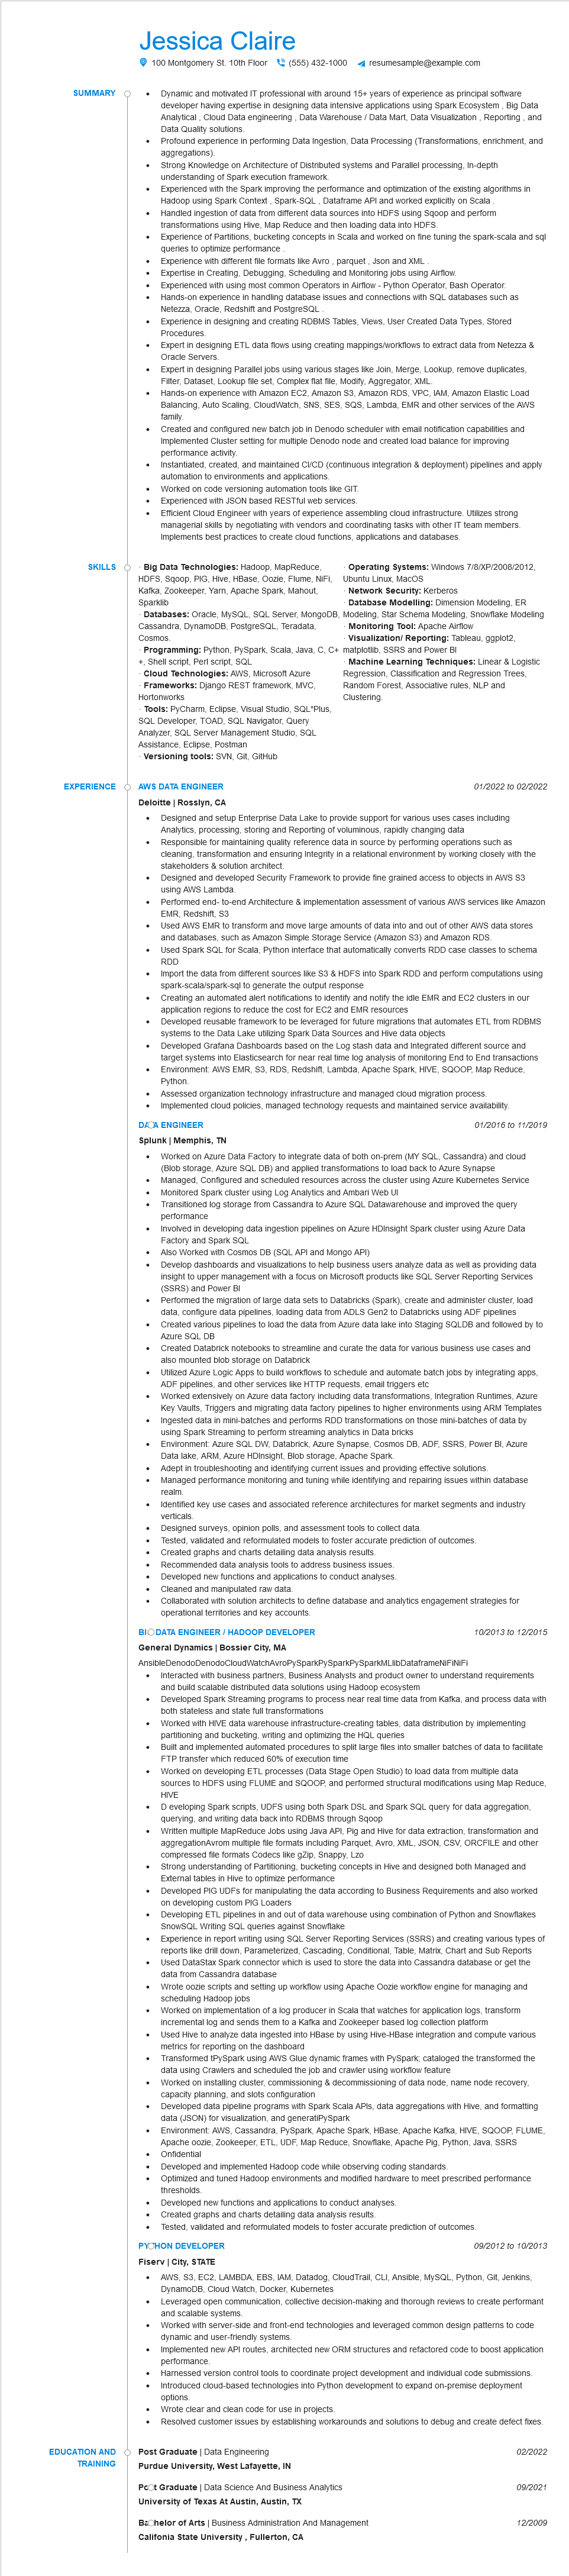 Jessica Claire
100 Montgomery St. 10th Floor (555) 432-1000 resumesample@example.com
SUMMARY
• Dynamic and motivated IT professional with around 15+ years of experience as principal software
developer having expertise in designing data intensive applications using Spark Ecosystem , Big Data
Analytical , Cloud Data engineering , Data Warehouse / Data Mart, Data Visualization , Reporting , and
Data Quality solutions.
• Profound experience in performing Data Ingestion, Data Processing (Transformations, enrichment, and
aggregations).
• Strong Knowledge on Architecture of Distributed systems and Parallel processing, In-depth
understanding of Spark execution framework.
• Experienced with the Spark improving the performance and optimization of the existing algorithms in
Hadoop using Spark Context , Spark-SQL , Dataframe API and worked explicitly on Scala .
• Handled ingestion of data from different data sources into HDFS using Sqoop and perform
transformations using Hive, Map Reduce and then loading data into HDFS.
• Experience of Partitions, bucketing concepts in Scala and worked on fine tuning the spark-scala and sql
queries to optimize performance .
• Experience with different file formats like Avro , parquet , Json and XML .
• Expertise in Creating, Debugging, Scheduling and Monitoring jobs using Airflow.
• Experienced with using most common Operators in Airflow - Python Operator, Bash Operator.
• Hands-on experience in handling database issues and connections with SQL databases such as
Netezza, Oracle, Redshift and PostgreSQL .
• Experience in designing and creating RDBMS Tables, Views, User Created Data Types, Stored
Procedures.
• Expert in designing ETL data flows using creating mappings/workflows to extract data from Netezza &
Oracle Servers.
• Expert in designing Parallel jobs using various stages like Join, Merge, Lookup, remove duplicates,
Filter, Dataset, Lookup file set, Complex flat file, Modify, Aggregator, XML.
• Hands-on experience with Amazon EC2, Amazon S3, Amazon RDS, VPC, IAM, Amazon Elastic Load
Balancing, Auto Scaling, CloudWatch, SNS, SES, SQS, Lambda, EMR and other services of the AWS
family.
• Created and configured new batch job in Denodo scheduler with email notification capabilities and
Implemented Cluster setting for multiple Denodo node and created load balance for improving
performance activity.
• Instantiated, created, and maintained CI/CD (continuous integration & deployment) pipelines and apply
automation to environments and applications.
• Worked on code versioning automation tools like GIT.
• Experienced with JSON based RESTful web services.
• Efficient Cloud Engineer with years of experience assembling cloud infrastructure. Utilizes strong
managerial skills by negotiating with vendors and coordinating tasks with other IT team members.
Implements best practices to create cloud functions, applications and databases.
SKILLS
· Big Data Technologies: Hadoop, MapReduce,
HDFS, Sqoop, PIG, Hive, HBase, Oozie, Flume, NiFi,
Kafka, Zookeeper, Yarn, Apache Spark, Mahout,
Sparklib
· Databases: Oracle, MySQL, SQL Server, MongoDB,
Cassandra, DynamoDB, PostgreSQL, Teradata,
Cosmos.
· Programming: Python, PySpark, Scala, Java, C, C+
+, Shell script, Perl script, SQL
· Cloud Technologies: AWS, Microsoft Azure
· Frameworks: Django REST framework, MVC,
Hortonworks
· Tools: PyCharm, Eclipse, Visual Studio, SQL*Plus,
SQL Developer, TOAD, SQL Navigator, Query
Analyzer, SQL Server Management Studio, SQL
Assistance, Eclipse, Postman
· Versioning tools: SVN, Git, GitHub
· Operating Systems: Windows 7/8/XP/2008/2012,
Ubuntu Linux, MacOS
· Network Security: Kerberos
· Database Modelling: Dimension Modeling, ER
Modeling, Star Schema Modeling, Snowflake Modeling
· Monitoring Tool: Apache Airflow
· Visualization/ Reporting: Tableau, ggplot2,
matplotlib, SSRS and Power BI
· Machine Learning Techniques: Linear & Logistic
Regression, Classification and Regression Trees,
Random Forest, Associative rules, NLP and
Clustering.
EXPERIENCE
AWS DATA ENGINEER 01/2022 to 02/2022
Deloitte | Rosslyn, CA
• Designed and setup Enterprise Data Lake to provide support for various uses cases including
Analytics, processing, storing and Reporting of voluminous, rapidly changing data
• Responsible for maintaining quality reference data in source by performing operations such as
cleaning, transformation and ensuring Integrity in a relational environment by working closely with the
stakeholders & solution architect.
• Designed and developed Security Framework to provide fine grained access to objects in AWS S3
using AWS Lambda.
• Performed end- to-end Architecture & implementation assessment of various AWS services like Amazon
EMR, Redshift, S3
• Used AWS EMR to transform and move large amounts of data into and out of other AWS data stores
and databases, such as Amazon Simple Storage Service (Amazon S3) and Amazon RDS.
• Used Spark SQL for Scala, Python interface that automatically converts RDD case classes to schema
RDD
• Import the data from different sources like S3 & HDFS into Spark RDD and perform computations using
spark-scala/spark-sql to generate the output response
• Creating an automated alert notifications to identify and notify the idle EMR and EC2 clusters in our
application regions to reduce the cost for EC2 and EMR resources
• Developed reusable framework to be leveraged for future migrations that automates ETL from RDBMS
systems to the Data Lake utilizing Spark Data Sources and Hive data objects
• Developed Grafana Dashboards based on the Log stash data and Integrated different source and
target systems into Elasticsearch for near real time log analysis of monitoring End to End transactions
• Environment: AWS EMR, S3, RDS, Redshift, Lambda, Apache Spark, HIVE, SQOOP, Map Reduce,
Python.
• Assessed organization technology infrastructure and managed cloud migration process.
• Implemented cloud policies, managed technology requests and maintained service availability.
DATA ENGINEER 01/2016 to 11/2019
Splunk | Memphis, TN
• Worked on Azure Data Factory to integrate data of both on-prem (MY SQL, Cassandra) and cloud
(Blob storage, Azure SQL DB) and applied transformations to load back to Azure Synapse
• Managed, Configured and scheduled resources across the cluster using Azure Kubernetes Service
• Monitored Spark cluster using Log Analytics and Ambari Web UI
• Transitioned log storage from Cassandra to Azure SQL Datawarehouse and improved the query
performance
• Involved in developing data ingestion pipelines on Azure HDInsight Spark cluster using Azure Data
Factory and Spark SQL
• Also Worked with Cosmos DB (SQL API and Mongo API)
• Develop dashboards and visualizations to help business users analyze data as well as providing data
insight to upper management with a focus on Microsoft products like SQL Server Reporting Services
(SSRS) and Power BI
• Performed the migration of large data sets to Databricks (Spark), create and administer cluster, load
data, configure data pipelines, loading data from ADLS Gen2 to Databricks using ADF pipelines
• Created various pipelines to load the data from Azure data lake into Staging SQLDB and followed by to
Azure SQL DB
• Created Databrick notebooks to streamline and curate the data for various business use cases and
also mounted blob storage on Databrick
• Utilized Azure Logic Apps to build workflows to schedule and automate batch jobs by integrating apps,
ADF pipelines, and other services like HTTP requests, email triggers etc
• Worked extensively on Azure data factory including data transformations, Integration Runtimes, Azure
Key Vaults, Triggers and migrating data factory pipelines to higher environments using ARM Templates
• Ingested data in mini-batches and performs RDD transformations on those mini-batches of data by
using Spark Streaming to perform streaming analytics in Data bricks
• Environment: Azure SQL DW, Databrick, Azure Synapse, Cosmos DB, ADF, SSRS, Power BI, Azure
Data lake, ARM, Azure HDInsight, Blob storage, Apache Spark.
• Adept in troubleshooting and identifying current issues and providing effective solutions.
• Managed performance monitoring and tuning while identifying and repairing issues within database
realm.
• Identified key use cases and associated reference architectures for market segments and industry
verticals.
• Designed surveys, opinion polls, and assessment tools to collect data.
• Tested, validated and reformulated models to foster accurate prediction of outcomes.
• Created graphs and charts detailing data analysis results.
• Recommended data analysis tools to address business issues.
• Developed new functions and applications to conduct analyses.
• Cleaned and manipulated raw data.
• Collaborated with solution architects to define database and analytics engagement strategies for
operational territories and key accounts.
BIG DATA ENGINEER / HADOOP DEVELOPER 10/2013 to 12/2015
General Dynamics | Bossier City, MA
AnsibleDenodoDenodoCloudWatchAvroPySparkPySparkPySparkMLlibDataframeNiFiNiFi
• Interacted with business partners, Business Analysts and product owner to understand requirements
and build scalable distributed data solutions using Hadoop ecosystem
• Developed Spark Streaming programs to process near real time data from Kafka, and process data with
both stateless and state full transformations
• Worked with HIVE data warehouse infrastructure-creating tables, data distribution by implementing
partitioning and bucketing, writing and optimizing the HQL queries
• Built and implemented automated procedures to split large files into smaller batches of data to facilitate
FTP transfer which reduced 60% of execution time
• Worked on developing ETL processes (Data Stage Open Studio) to load data from multiple data
sources to HDFS using FLUME and SQOOP, and performed structural modifications using Map Reduce,
HIVE
• D eveloping Spark scripts, UDFS using both Spark DSL and Spark SQL query for data aggregation,
querying, and writing data back into RDBMS through Sqoop
• Written multiple MapReduce Jobs using Java API, Pig and Hive for data extraction, transformation and
aggregationAvrom multiple file formats including Parquet, Avro, XML, JSON, CSV, ORCFILE and other
compressed file formats Codecs like gZip, Snappy, Lzo
• Strong understanding of Partitioning, bucketing concepts in Hive and designed both Managed and
External tables in Hive to optimize performance
• Developed PIG UDFs for manipulating the data according to Business Requirements and also worked
on developing custom PIG Loaders
• Developing ETL pipelines in and out of data warehouse using combination of Python and Snowflakes
SnowSQL Writing SQL queries against Snowflake
• Experience in report writing using SQL Server Reporting Services (SSRS) and creating various types of
reports like drill down, Parameterized, Cascading, Conditional, Table, Matrix, Chart and Sub Reports
• Used DataStax Spark connector which is used to store the data into Cassandra database or get the
data from Cassandra database
• Wrote oozie scripts and setting up workflow using Apache Oozie workflow engine for managing and
scheduling Hadoop jobs
• Worked on implementation of a log producer in Scala that watches for application logs, transform
incremental log and sends them to a Kafka and Zookeeper based log collection platform
• Used Hive to analyze data ingested into HBase by using Hive-HBase integration and compute various
metrics for reporting on the dashboard
• Transformed tPySpark using AWS Glue dynamic frames with PySpark; cataloged the transformed the
data using Crawlers and scheduled the job and crawler using workflow feature
• Worked on installing cluster, commissioning & decommissioning of data node, name node recovery,
capacity planning, and slots configuration
• Developed data pipeline programs with Spark Scala APIs, data aggregations with Hive, and formatting
data (JSON) for visualization, and generatiPySpark
• Environment: AWS, Cassandra, PySpark, Apache Spark, HBase, Apache Kafka, HIVE, SQOOP, FLUME,
Apache oozie, Zookeeper, ETL, UDF, Map Reduce, Snowflake, Apache Pig, Python, Java, SSRS
• Onfidential
• Developed and implemented Hadoop code while observing coding standards.
• Optimized and tuned Hadoop environments and modified hardware to meet prescribed performance
thresholds.
• Developed new functions and applications to conduct analyses.
• Created graphs and charts detailing data analysis results.
• Tested, validated and reformulated models to foster accurate prediction of outcomes.
PYTHON DEVELOPER 09/2012 to 10/2013
Fiserv | City, STATE
• AWS, S3, EC2, LAMBDA, EBS, IAM, Datadog, CloudTrail, CLI, Ansible, MySQL, Python, Git, Jenkins,
DynamoDB, Cloud Watch, Docker, Kubernetes
• Leveraged open communication, collective decision-making and thorough reviews to create performant
and scalable systems.
• Worked with server-side and front-end technologies and leveraged common design patterns to code
dynamic and user-friendly systems.
• Implemented new API routes, architected new ORM structures and refactored code to boost application
performance.
• Harnessed version control tools to coordinate project development and individual code submissions.
• Introduced cloud-based technologies into Python development to expand on-premise deployment
options.
• Wrote clear and clean code for use in projects.
• Resolved customer issues by establishing workarounds and solutions to debug and create defect fixes.
EDUCATION AND
TRAINING
Post Graduate | Data Engineering 02/2022
Purdue University, West Lafayette, IN
Post Graduate | Data Science And Business Analytics 09/2021
University of Texas At Austin, Austin, TX
Bachelor of Arts | Business Administration And Management 12/2009
Califonia State University , Fullerton, CA